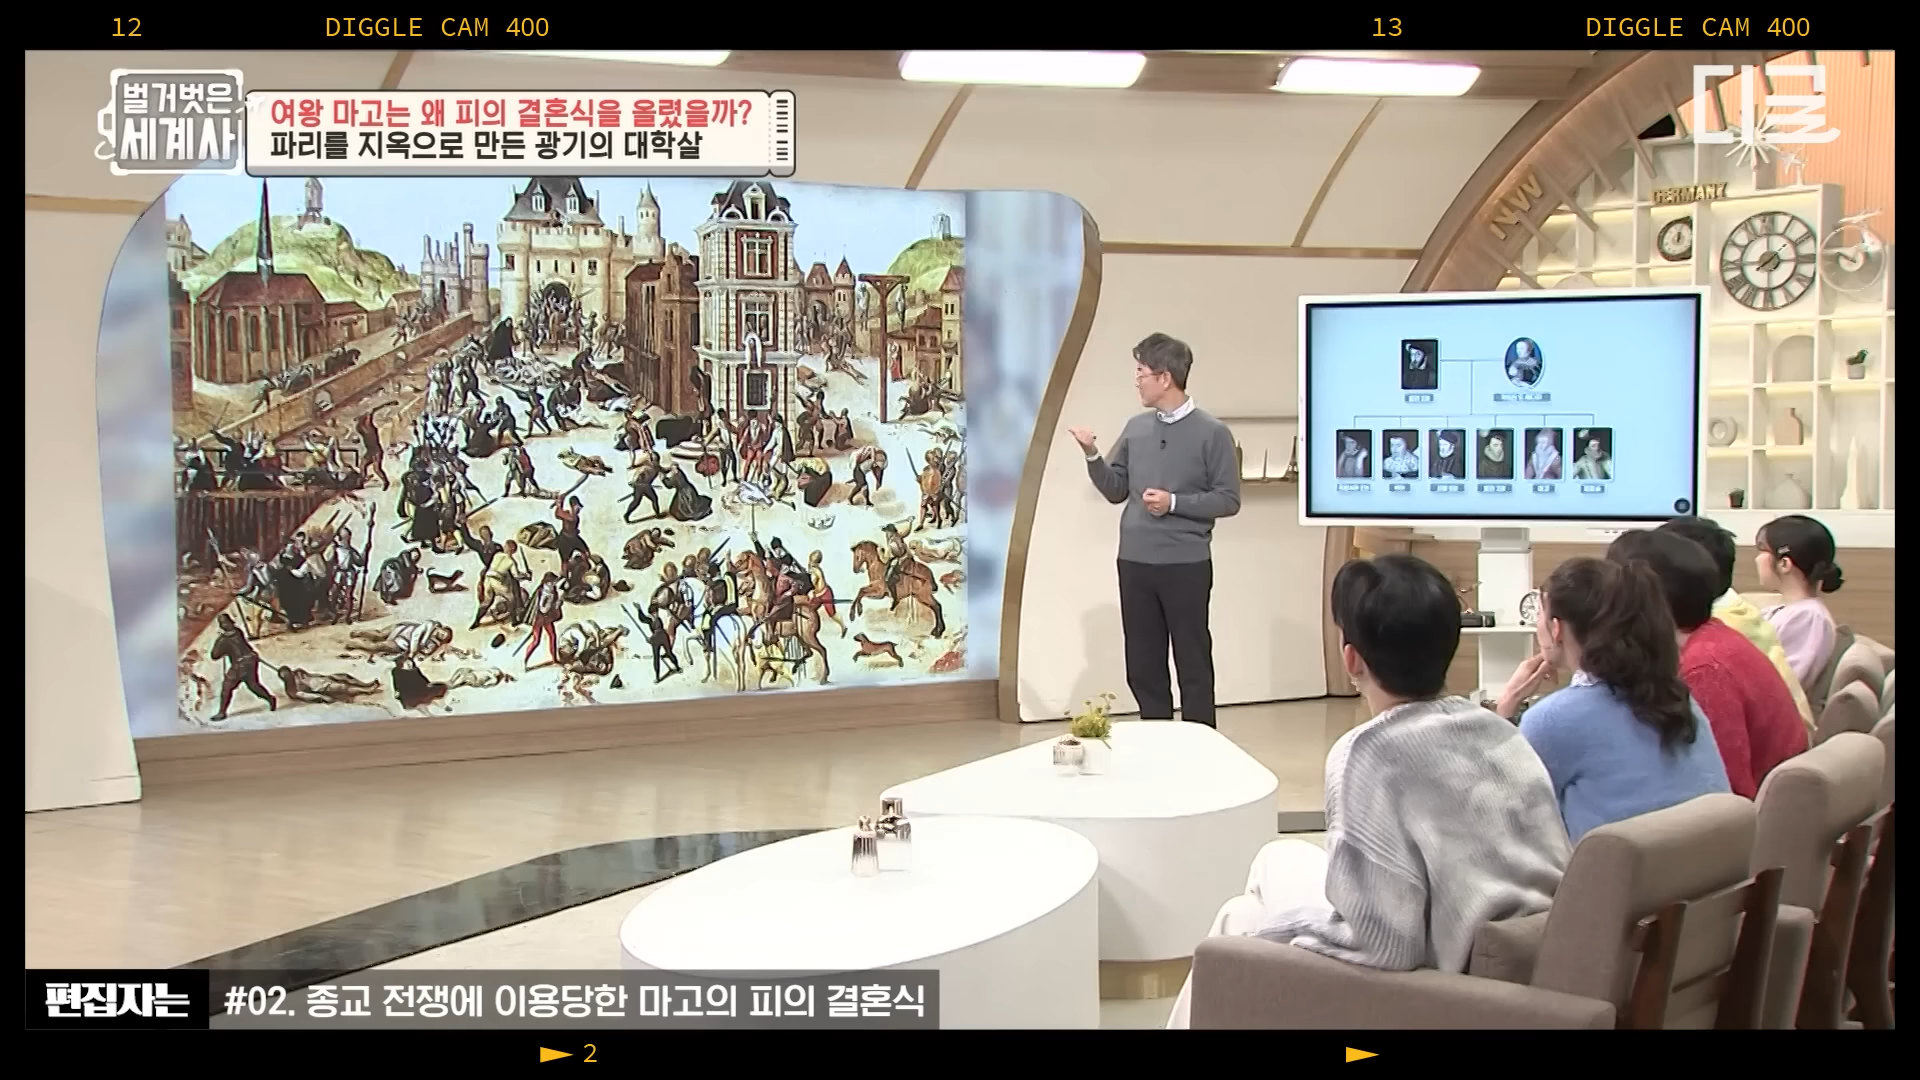 12
DIGGLE CAM 400
13
DIGGLE CAM 400
벌거벗은
세계사
여왕 마고는 왜 피의 결혼식을 올렸을까?
파리를 지옥으로 만든 광기의 대학살
디글
GERMANY
편집자는
#02. 종교 전쟁에 이용당한 마고의 피의 결혼식
2